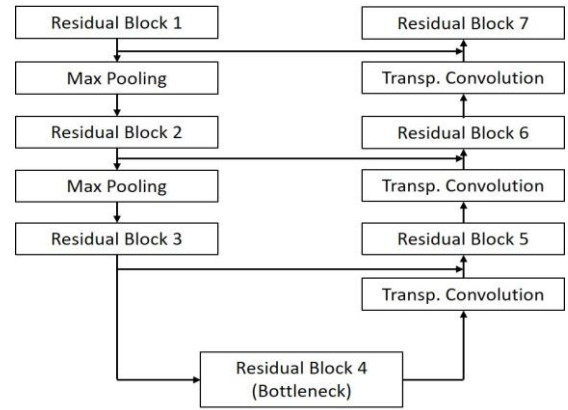 Residual Block 1
Max Pooling
Residual Block 2
Max Pooling
Residual Block 3
Residual Block 4
(Bottleneck)
Residual Block 7
Transp. Convolution
Residual Block 6
Transp. Convolution
Residual Block 5
Transp. Convolution